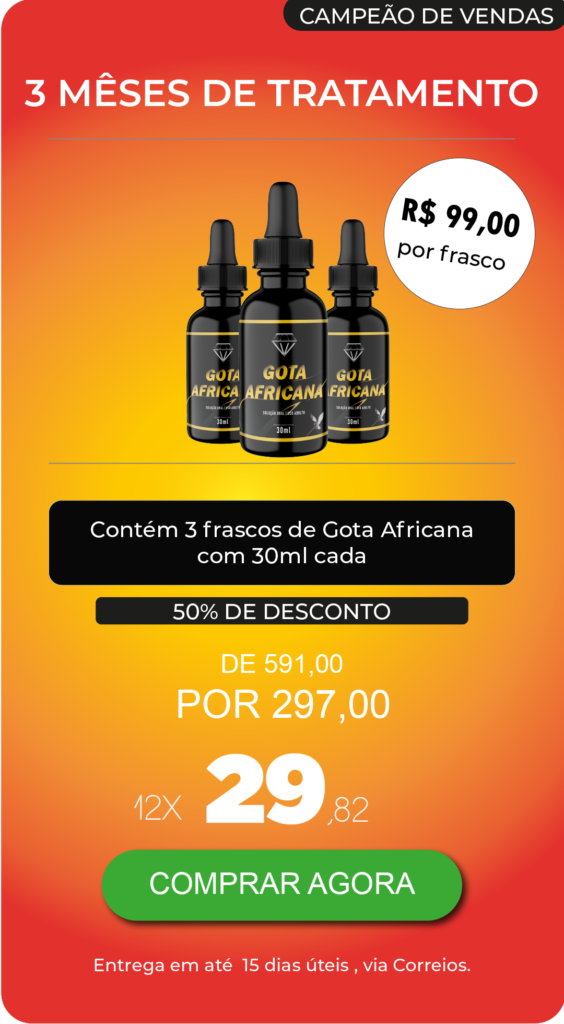 CAMPEÃO DE VENDAS
3 MÊSES DE TRATAMENTO
R$ 99,00
por frasco
GOTA
AFRICA
30ml
GOTA
AFRICANA
30ml
GOTA
AFRICANA
30ml
Contém 3 frascos de Gota Africana
com 30ml cada
50% DE DESCONTO
DE 591,00
POR 297,00
12X 29,82
COMPRAR AGORA
Entrega em até 15 dias úteis , via Correios.